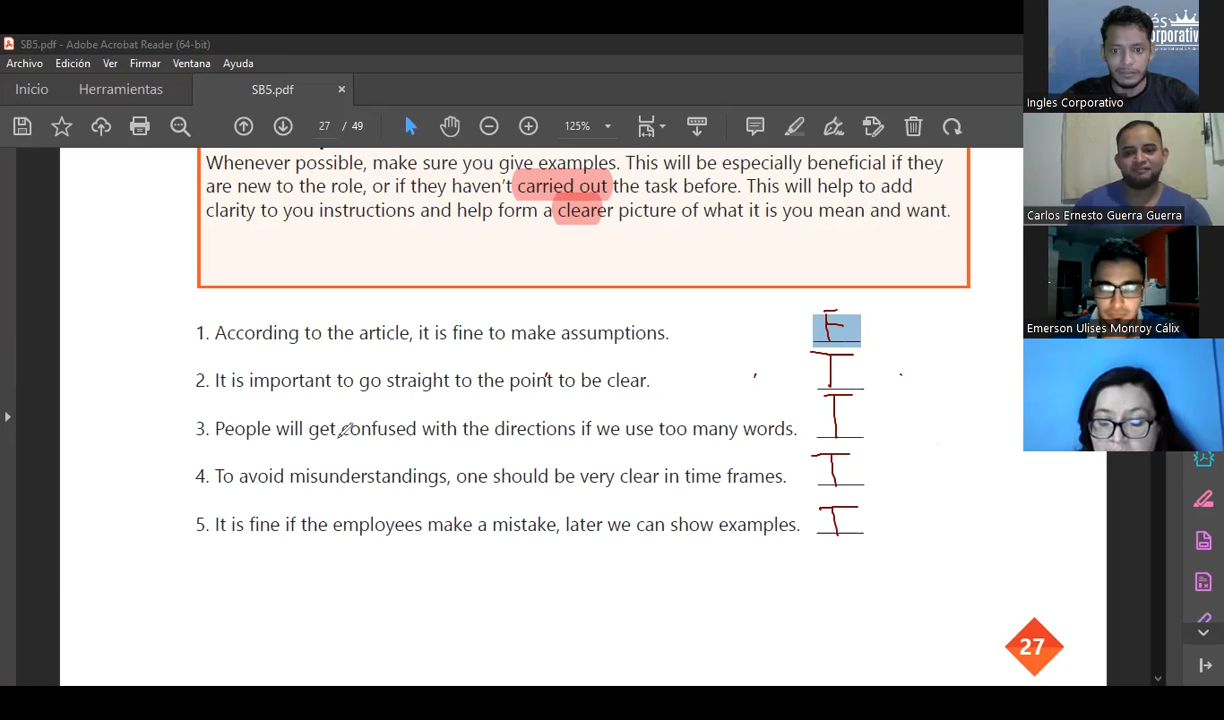 SB5.pdf - Adobe Acrobat Reader (64-bit)
Archivo Edición Ver Firmar Ventana Ayuda
Inicio Herramientas SB5.pdf ×
27 / 49 125%
Whenever possible, make sure you give examples. This will be especially beneficial if they
are new to the role, or if they haven't carried out the task before. This will help to add
clarity to you instructions and help form a clearer picture of what it is you mean and want.
1. According to the article, it is fine to make assumptions. F
2. It is important to go straight to the point to be clear. T
3. People will get confused with the directions if we use too many words. T
4. To avoid misunderstandings, one should be very clear in time frames. T
5. It is fine if the employees make a mistake, later we can show examples. T
27
és
orporativ
Ingles Corporativo
Carlos Ernesto Guerra Guerra
Emerson Ulises Monroy Cálix